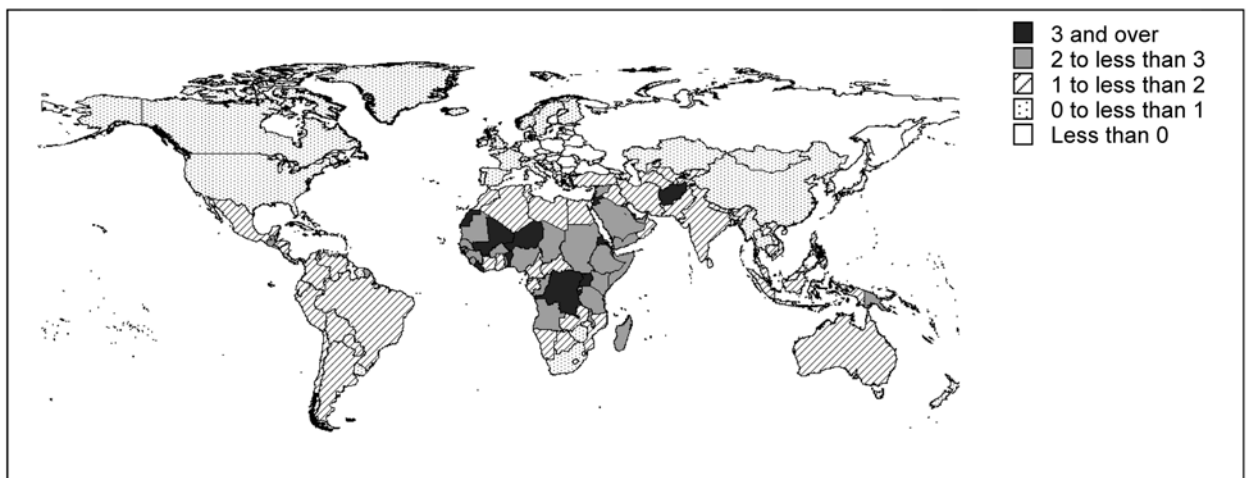 3 and over
2 to less than 3
1 to less than 2
0 to less than 1
Less than 0